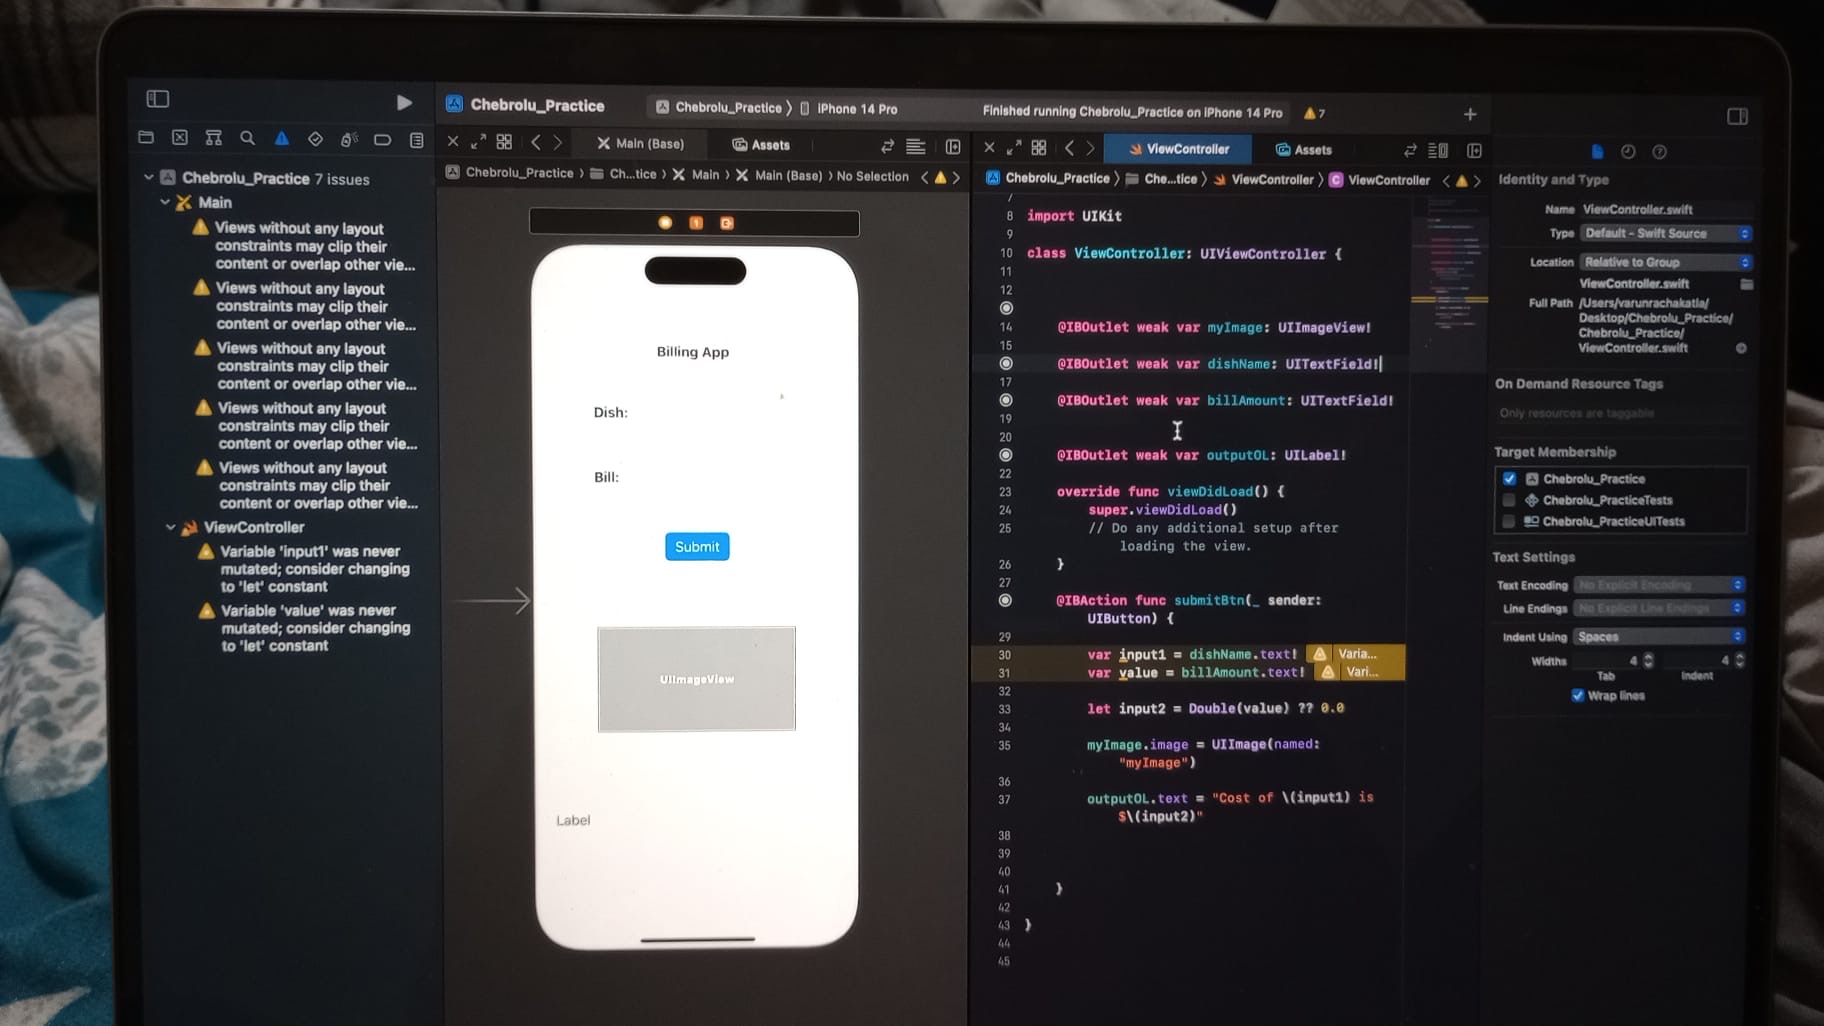 Chebrolu_Practice
Chebrolu_Practice 〉 iPhone 14 Pro
Finished running Chebrolu_Practice on iPhone 14 Pro
7
Chebrolu_Practice 7 issues
Main
Views without any layout
constraints may clip their
content or overlap other vie...
Views without any layout
constraints may clip their
content or overlap other vie...
Views without any layout
constraints may clip their
content or overlap other vie...
Views without any layout
constraints may clip their
content or overlap other vie...
Views without any layout
constraints may clip their
content or overlap other vie...
ViewController
Variable 'input1' was never
mutated; consider changing
to 'let' constant
Variable 'value' was never
mutated; consider changing
to 'let' constant
Main (Base)
Assets
Chebrolu_Practice 〉 Ch...tice 〉 Main 〉 Main (Base) 〉 No Selection
1
Billing App
Dish:
Bill:
Submit
UIImageView
Label
ViewController
Assets
Chebrolu_Practice 〉 Che...tice 〉 ViewController 〉 C ViewController
7
8 import UIKit
9
10 class ViewController: UIViewController {
11
12
14 @IBOutlet weak var myImage: UIImageView!
15
@IBOutlet weak var dishName: UITextField!
17
@IBOutlet weak var billAmount: UITextField!
19
20
@IBOutlet weak var outputOL: UILabel!
22
23 override func viewDidLoad() {
24 super.viewDidLoad()
25 // Do any additional setup after
loading the view.
26 }
27
@IBAction func submitBtn(_ sender:
UIButton) {
29
30 var input1 = dishName.text! Varia...
31 var value = billAmount.text! Vari...
32
33 let input2 = Double(value) ?? 0.0
34
35 myImage.image = UIImage(named:
"myImage")
36
37 outputOL.text = "Cost of \(input1) is
$\(input2)"
38
39
40
41 }
42
43 }
44
45
Identity and Type
Name ViewController.swift
Type Default - Swift Source
Location Relative to Group
ViewController.swift
Full Path /Users/varunrachakatla/
Desktop/Chebrolu_Practice/
Chebrolu_Practice/
ViewController.swift
On Demand Resource Tags
Only resources are taggable
Target Membership
Chebrolu_Practice
Chebrolu_PracticeTests
Chebrolu_PracticeUITests
Text Settings
Text Encoding No Explicit Encoding
Line Endings No Explicit Line Endings
Indent Using Spaces
Widths 4 4
Tab Indent
Wrap lines